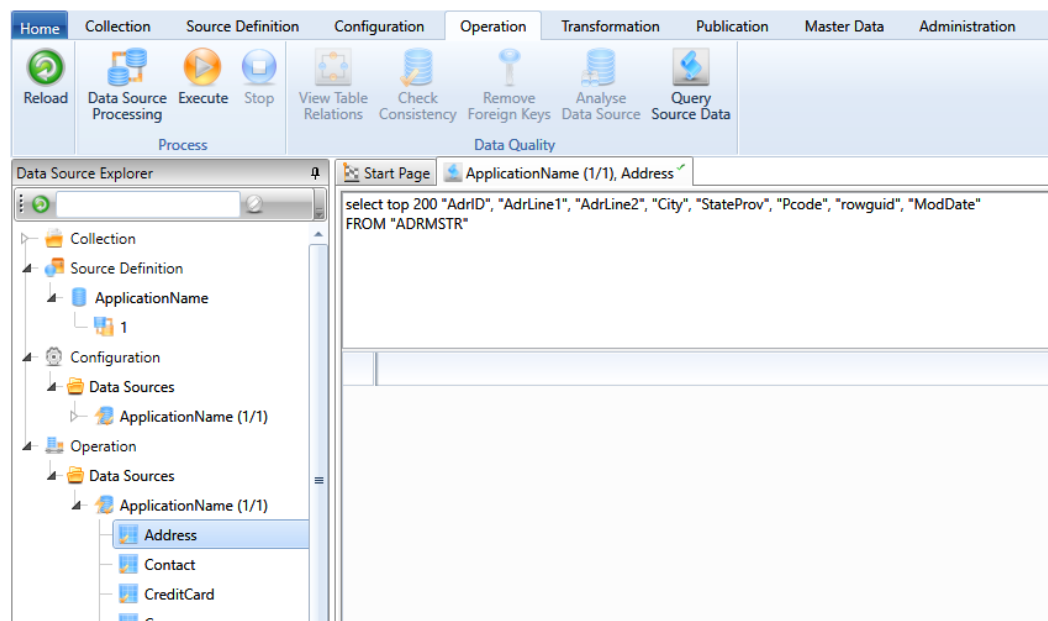 Home Collection Source Definition Configuration Operation Transformation Publication Master Data Administration
Reload
Data Source Processing
Execute
Stop
View Table Relations
Check Consistency
Remove Foreign Keys
Analyse Data Source
Query Source Data
Process
Data Quality
Data Source Explorer
Start Page
ApplicationName (1/1), Address
select top 200 "AdrID", "AdrLine1", "AdrLine2", "City", "StateProv", "Pcode", "rowguid", "ModDate"
FROM "ADRMSTR"
Collection
Source Definition
ApplicationName
1
Configuration
Data Sources
ApplicationName (1/1)
Operation
Data Sources
ApplicationName (1/1)
Address
Contact
CreditCard